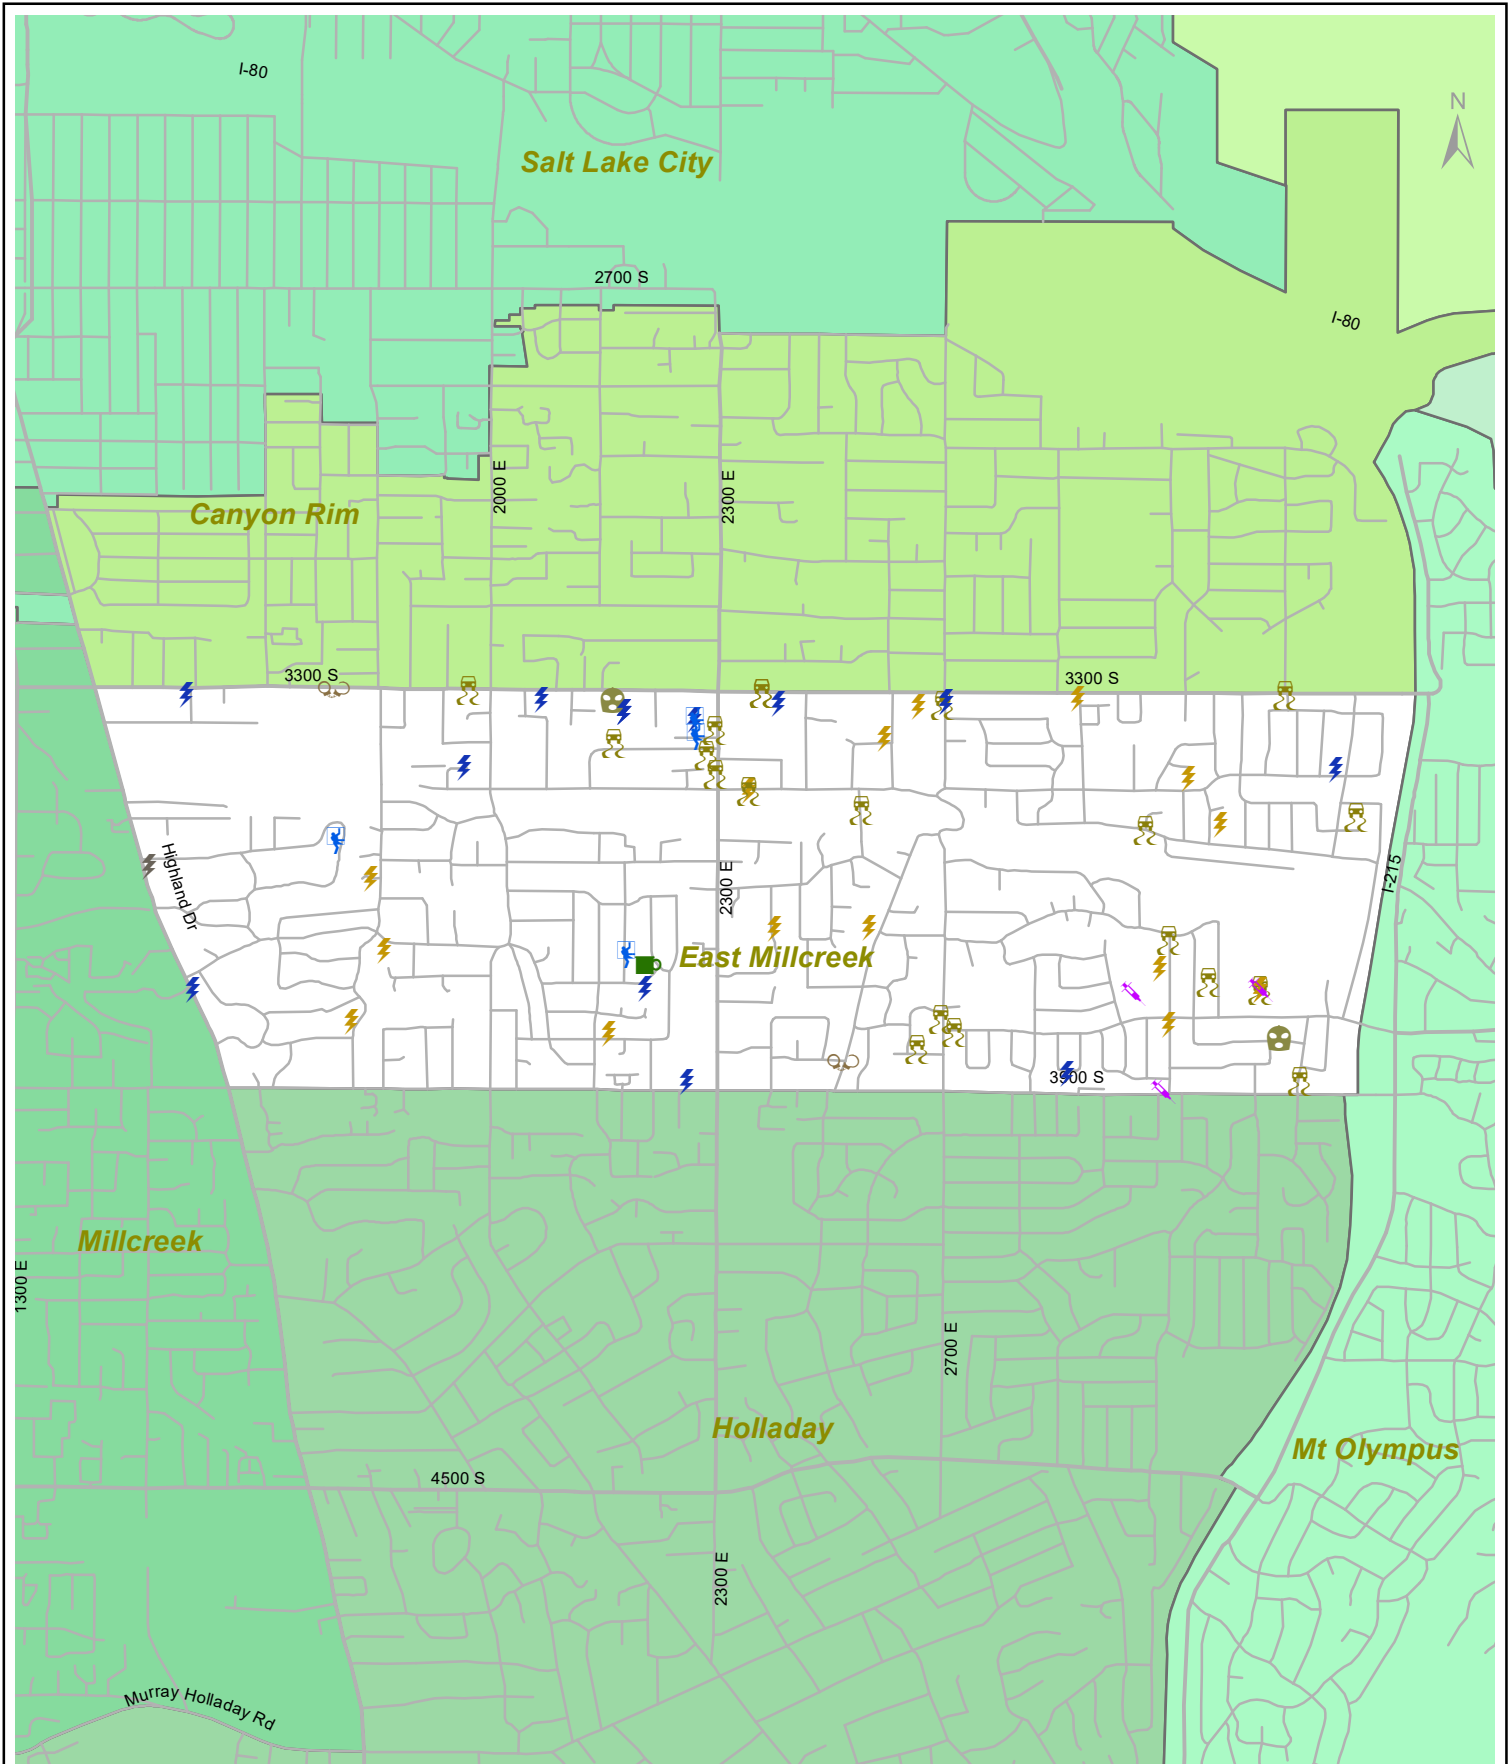 I-80
N
Salt Lake City
2700 S
I-80
2000 E
2300 E
Canyon Rim
3300 S
3300 S
Highland Dr
2300 E
I-215
East Millcreek
3900 S
Millcreek
1300 E
2700 E
Holladay
Mt Olympus
4500 S
2300 E
Murray Holladay Rd